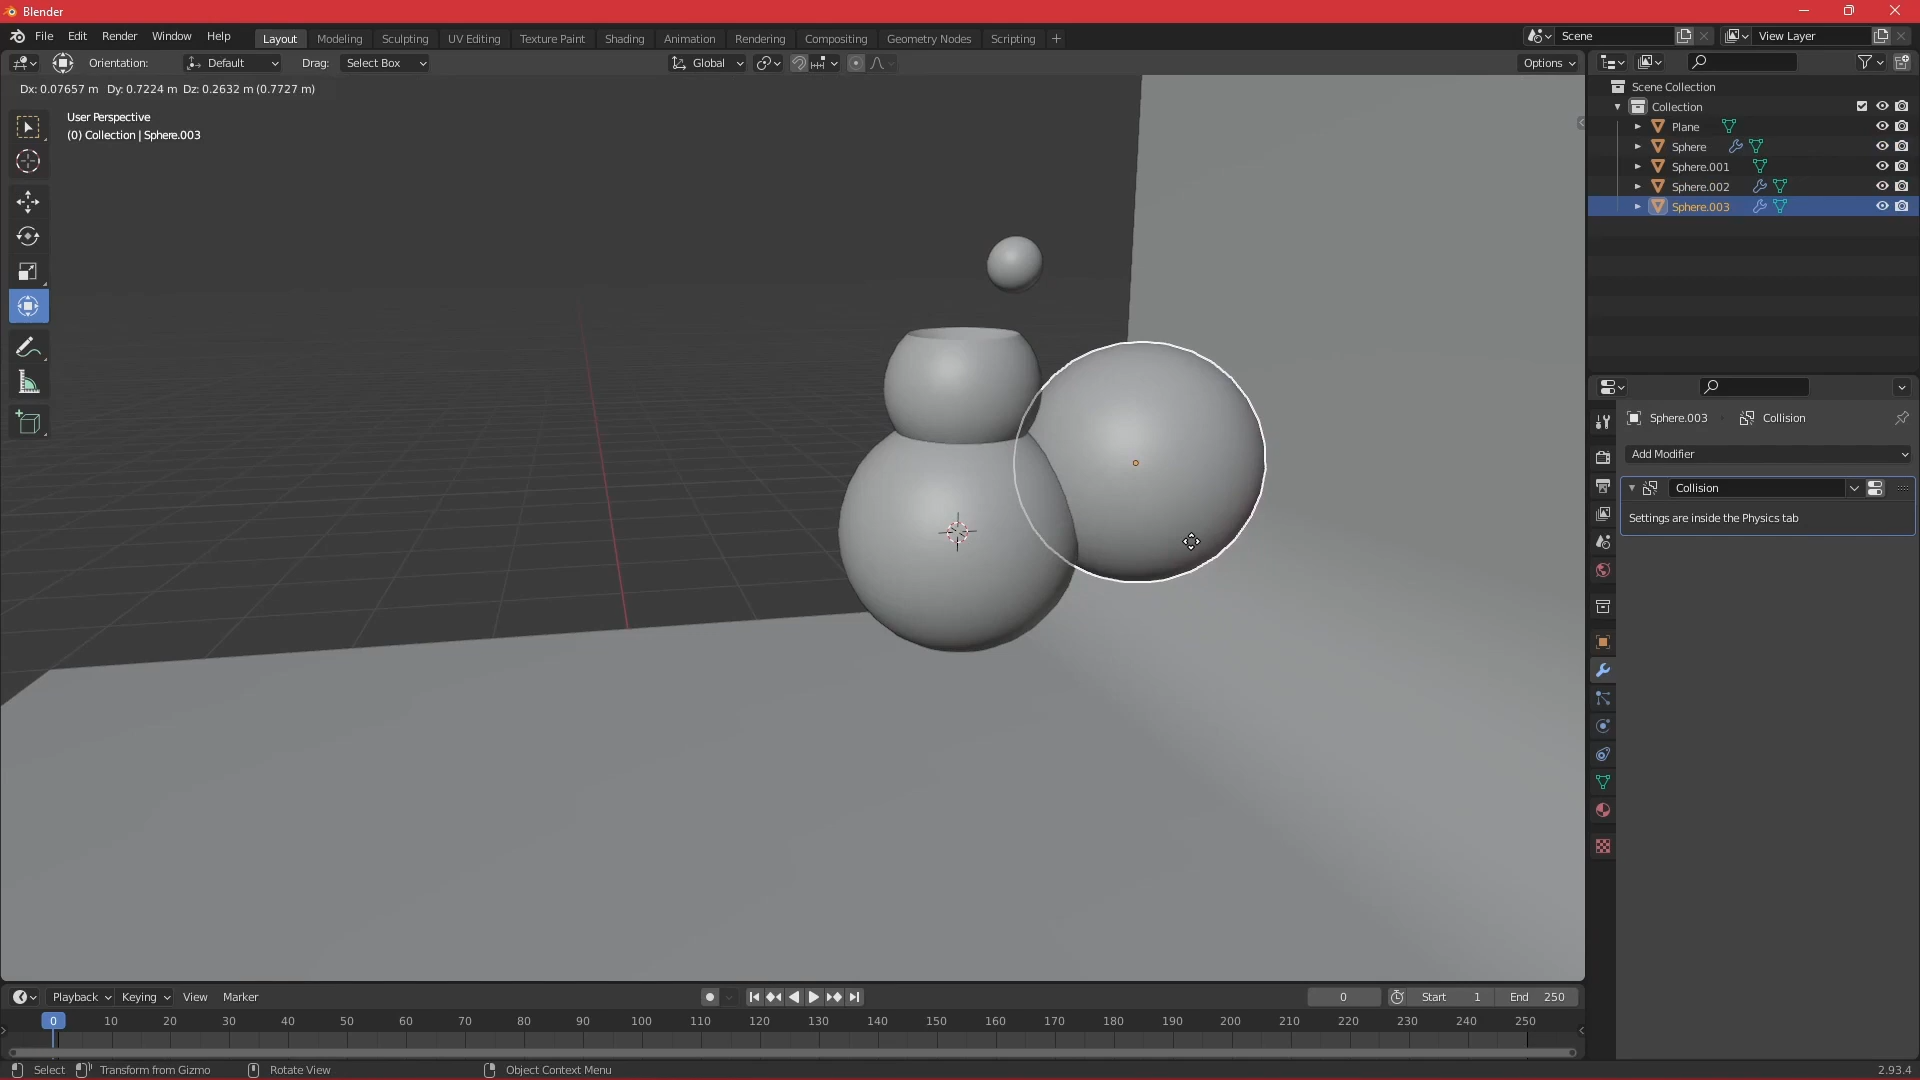 Blender
File Edit Render Window Help Layout Modeling Sculpting UV Editing Texture Paint Shading Animation Rendering Compositing Geometry Nodes Scripting + Scene View Layer
Orientation: Default Drag: Select Box Global Options
Dx: 0.07657 m Dy: 0.7224 m Dz: 0.2632 m (0.7727 m)
User Perspective
(0) Collection | Sphere.003
Scene Collection
Collection
Plane
Sphere
Sphere.001
Sphere.002
Sphere.003
Sphere.003 Collision
Add Modifier
Collision
Settings are inside the Physics tab
Playback Keying View Marker 0 Start 1 End 250
0 10 20 30 40 50 60 70 80 90 100 110 120 130 140 150 160 170 180 190 200 210 220 230 240 250
Select Transform from Gizmo Rotate View Object Context Menu 2.93.4